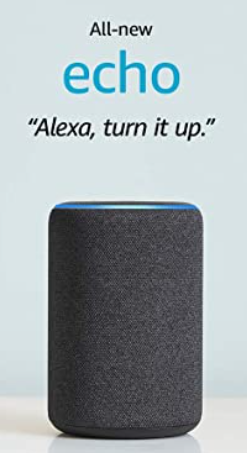 All-new
echo
“Alexa, turn it up.”